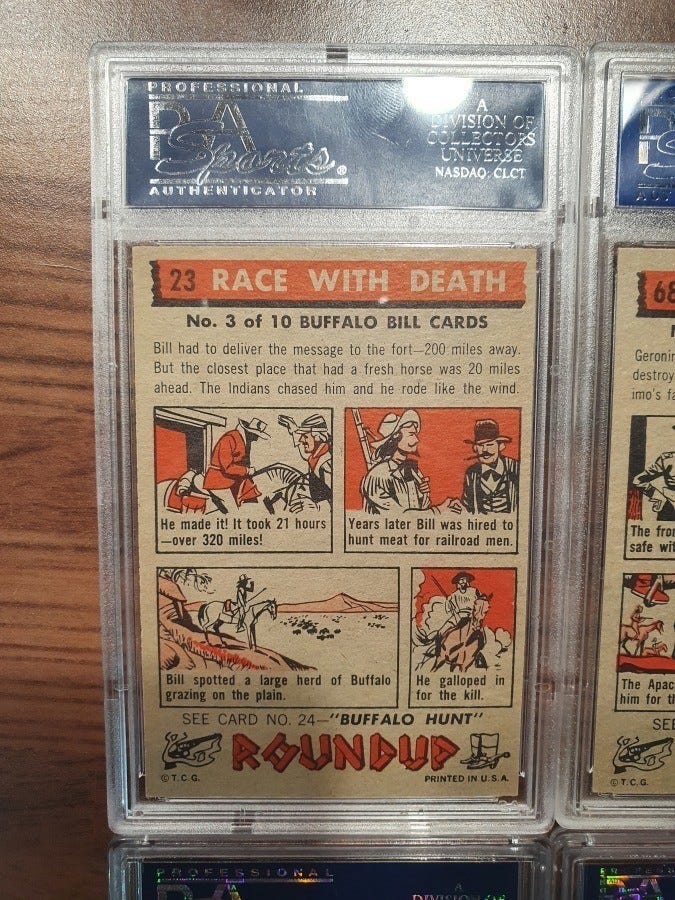 PROFESSIONAL
PSA
Sports®
AUTHENTICATOR
A
DIVISION OF
COLLECTORS
UNIVERSE
NASDAQ: CLCT
23 RACE WITH DEATH
No. 3 of 10 BUFFALO BILL CARDS
Bill had to deliver the message to the fort—200 miles away.
But the closest place that had a fresh horse was 20 miles
ahead. The Indians chased him and he rode like the wind.
He made it! It took 21 hours
—over 320 miles!
Years later Bill was hired to
hunt meat for railroad men.
Bill spotted a large herd of Buffalo
grazing on the plain.
He galloped in
for the kill.
SEE CARD NO. 24—"BUFFALO HUNT"
ROUNDUP
© T.C.G.
PRINTED IN U.S.A.
68
Geronim
destroy
imo's fa
The fron
safe wit
The Apac
him for th
SEE
© T.C.G.
PROFESSIONAL
A
DIVISION OF